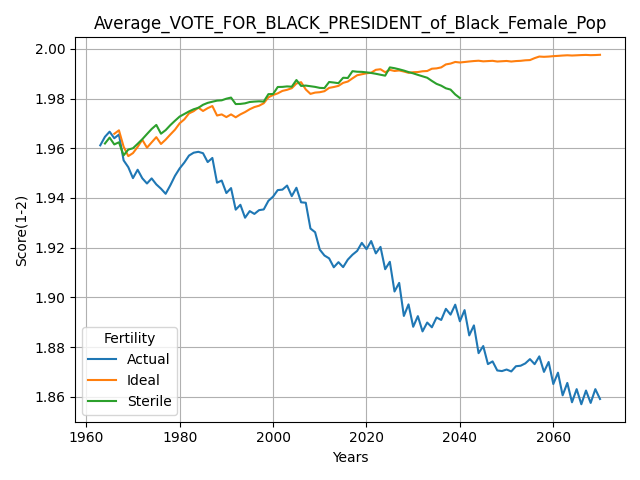 Average_VOTE_FOR_BLACK_PRESIDENT_of_Black_Female_Pop
2.00
1.98
1.96
1.94
1.92
1.90
1.88
1.86
Score(1-2)
Fertility
Actual
Ideal
Sterile
1960 1980 2000 2020 2040 2060
Years